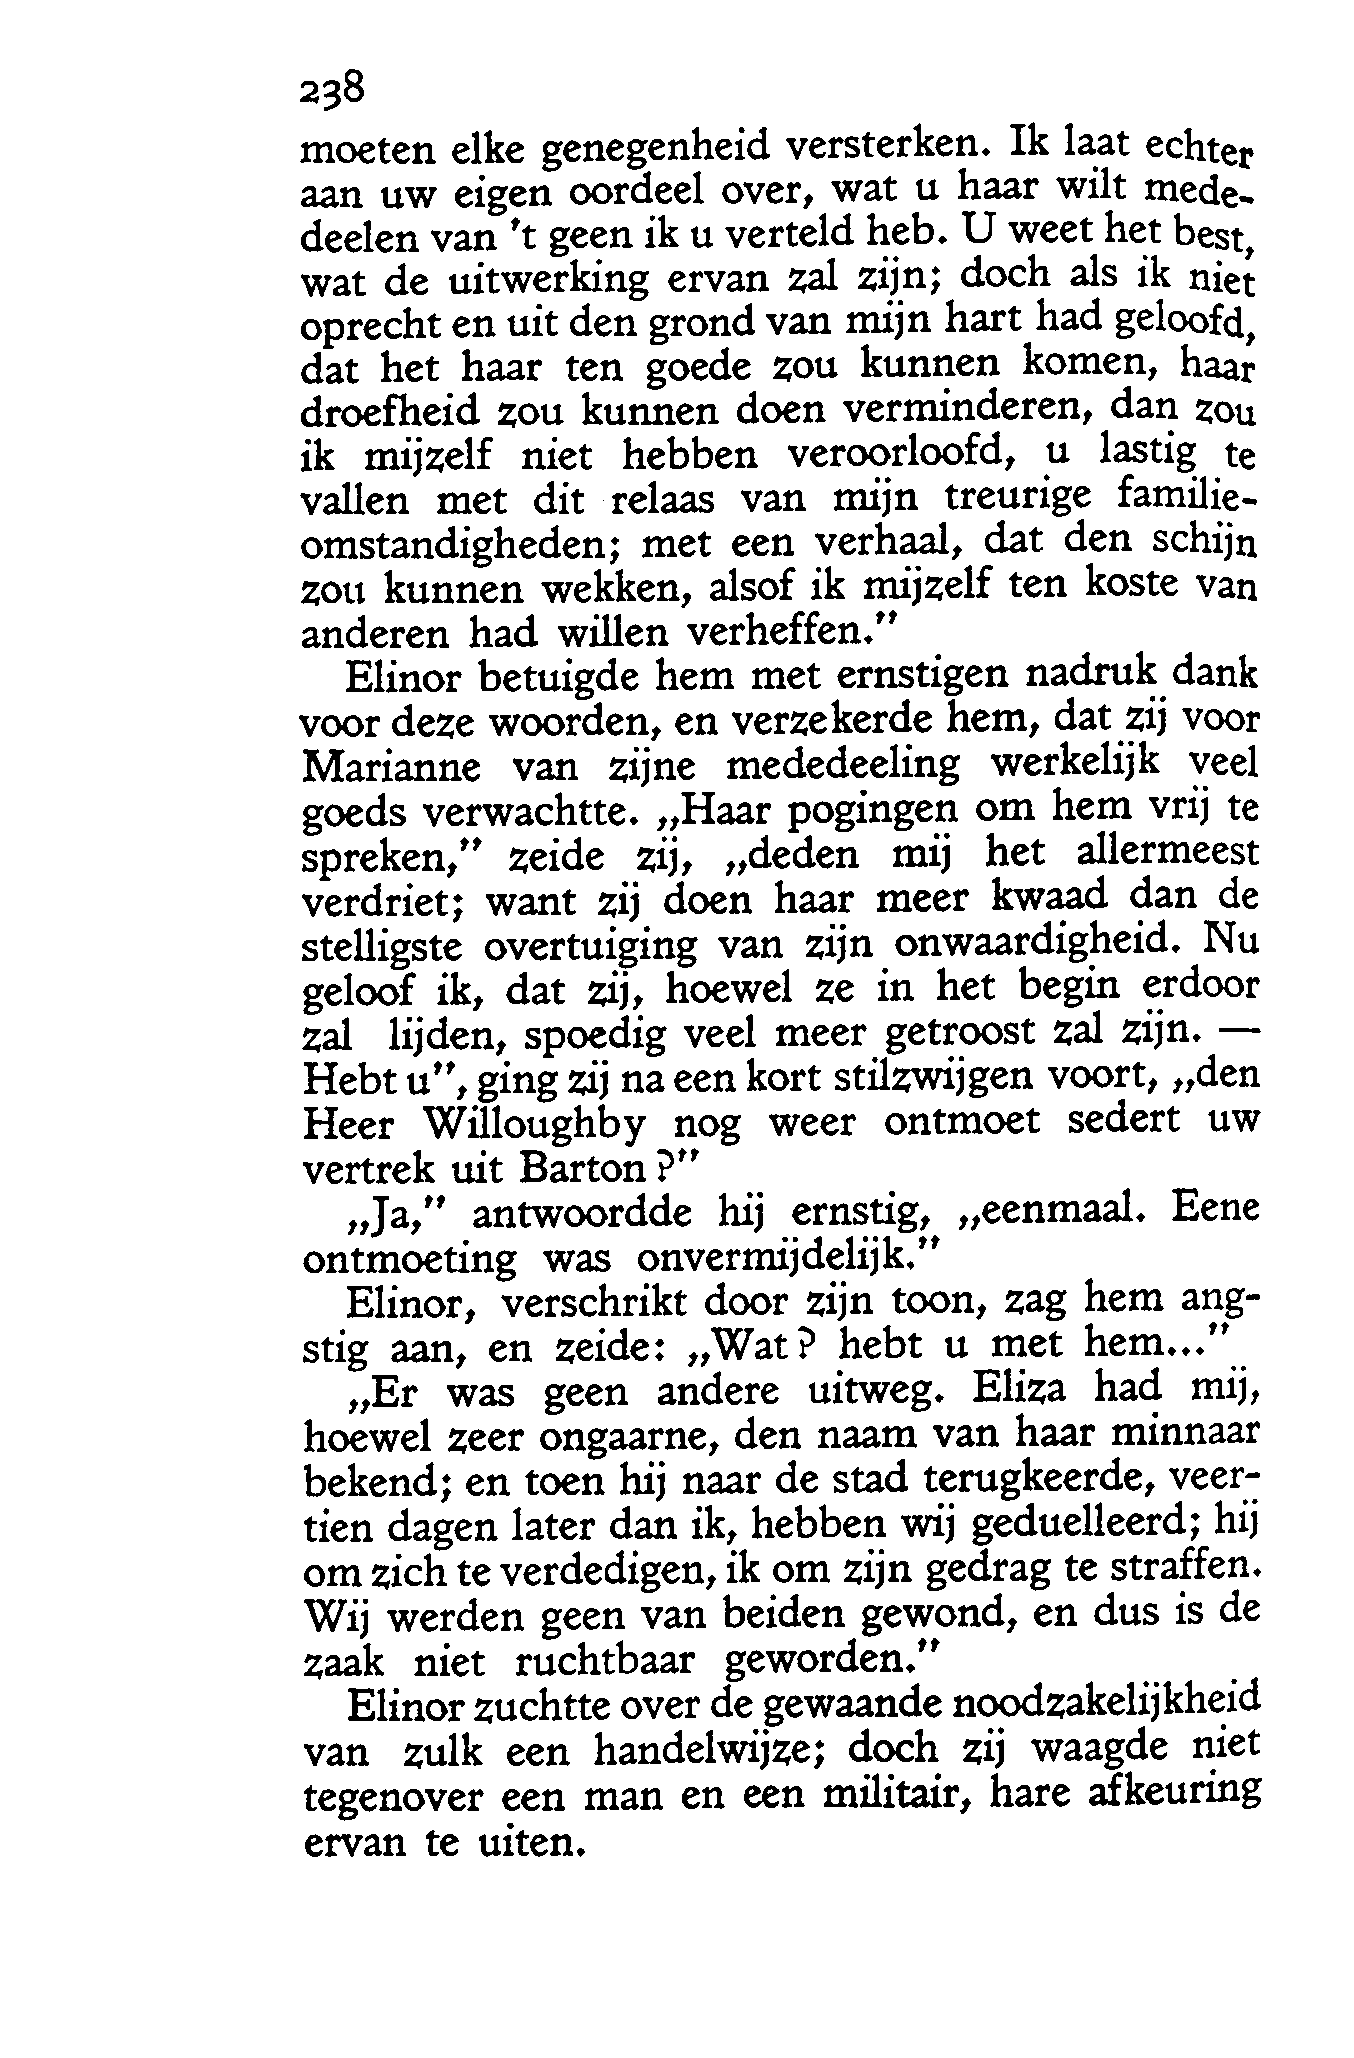 238
moeten elke genegenheid versterken. Ik laat echter
aan uw eigen oordeel over, wat u haar wilt mede-
deelen van 't geen ik u verteld heb. U weet het best,
wat de uitwerking ervan zal zijn; doch als ik niet
oprecht en uit den grond van mijn hart had geloofd,
dat het haar ten goede zou kunnen komen, haar
droefheid zou kunnen doen verminderen, dan zou
ik mijzelf niet hebben veroorloofd, u lastig te
vallen met dit relaas van mijn treurige familie-
omstandigheden; met een verhaal, dat den schijn
zou kunnen wekken, alsof ik mijzelf ten koste van
anderen had willen verheffen."
Elinor betuigde hem met ernstigen nadruk dank
voor deze woorden, en verzekerde hem, dat zij voor
Marianne van zijne mededeeling werkelijk veel
goeds verwachtte. „Haar pogingen om hem vrij te
spreken," zeide zij, „deden mij het allermeest
verdriet; want zij doen haar meer kwaad dan de
stelligste overtuiging van zijn onwaardigheid. Nu
geloof ik, dat zij, hoewel ze in het begin erdoor
zal lijden, spoedig veel meer getroost zal zijn. —
Hebt u", ging zij na een kort stilzwijgen voort, „den
Heer Willoughby nog weer ontmoet sedert uw
vertrek uit Barton?"
„Ja," antwoordde hij ernstig, „eenmaal. Eene
ontmoeting was onvermijdelijk."
Elinor, verschrikt door zijn toon, zag hem ang-
stig aan, en zeide: „Wat? hebt u met hem..."
„Er was geen andere uitweg. Eliza had mij,
hoewel zeer ongaarne, den naam van haar minnaar
bekend; en toen hij naar de stad terugkeerde, veer-
tien dagen later dan ik, hebben wij geduelleerd; hij
om zich te verdedigen, ik om zijn gedrag te straffen.
Wij werden geen van beiden gewond, en dus is de
zaak niet ruchtbaar geworden."
Elinor zuchtte over de gewaande noodzakelijkheid
van zulk een handelwijze; doch zij waagde niet
tegenover een man en een militair, hare afkeuring
ervan te uiten.